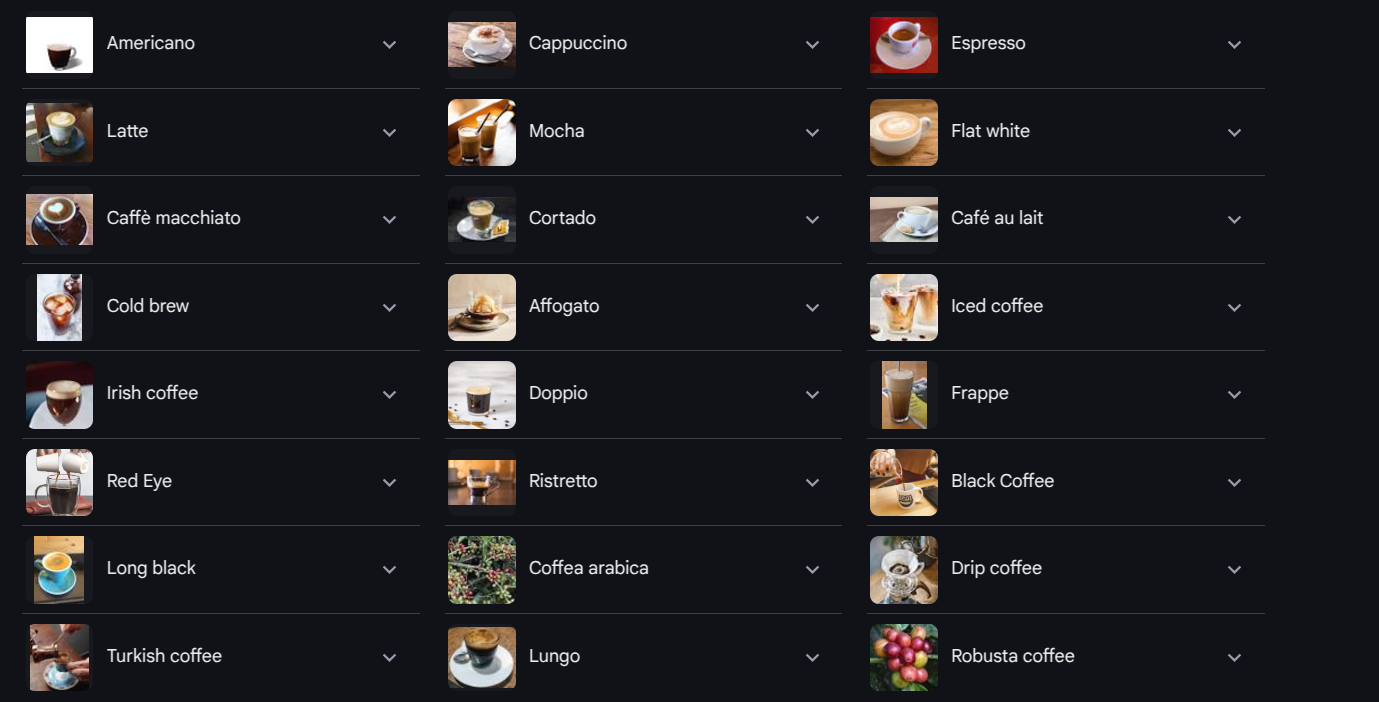 Americano
Cappuccino
Espresso
Latte
Mocha
Flat white
Caffè macchiato
Cortado
Café au lait
Cold brew
Affogato
Iced coffee
Irish coffee
Doppio
Frappe
Red Eye
Ristretto
Black Coffee
Long black
Coffea arabica
Drip coffee
Turkish coffee
Lungo
Robusta coffee